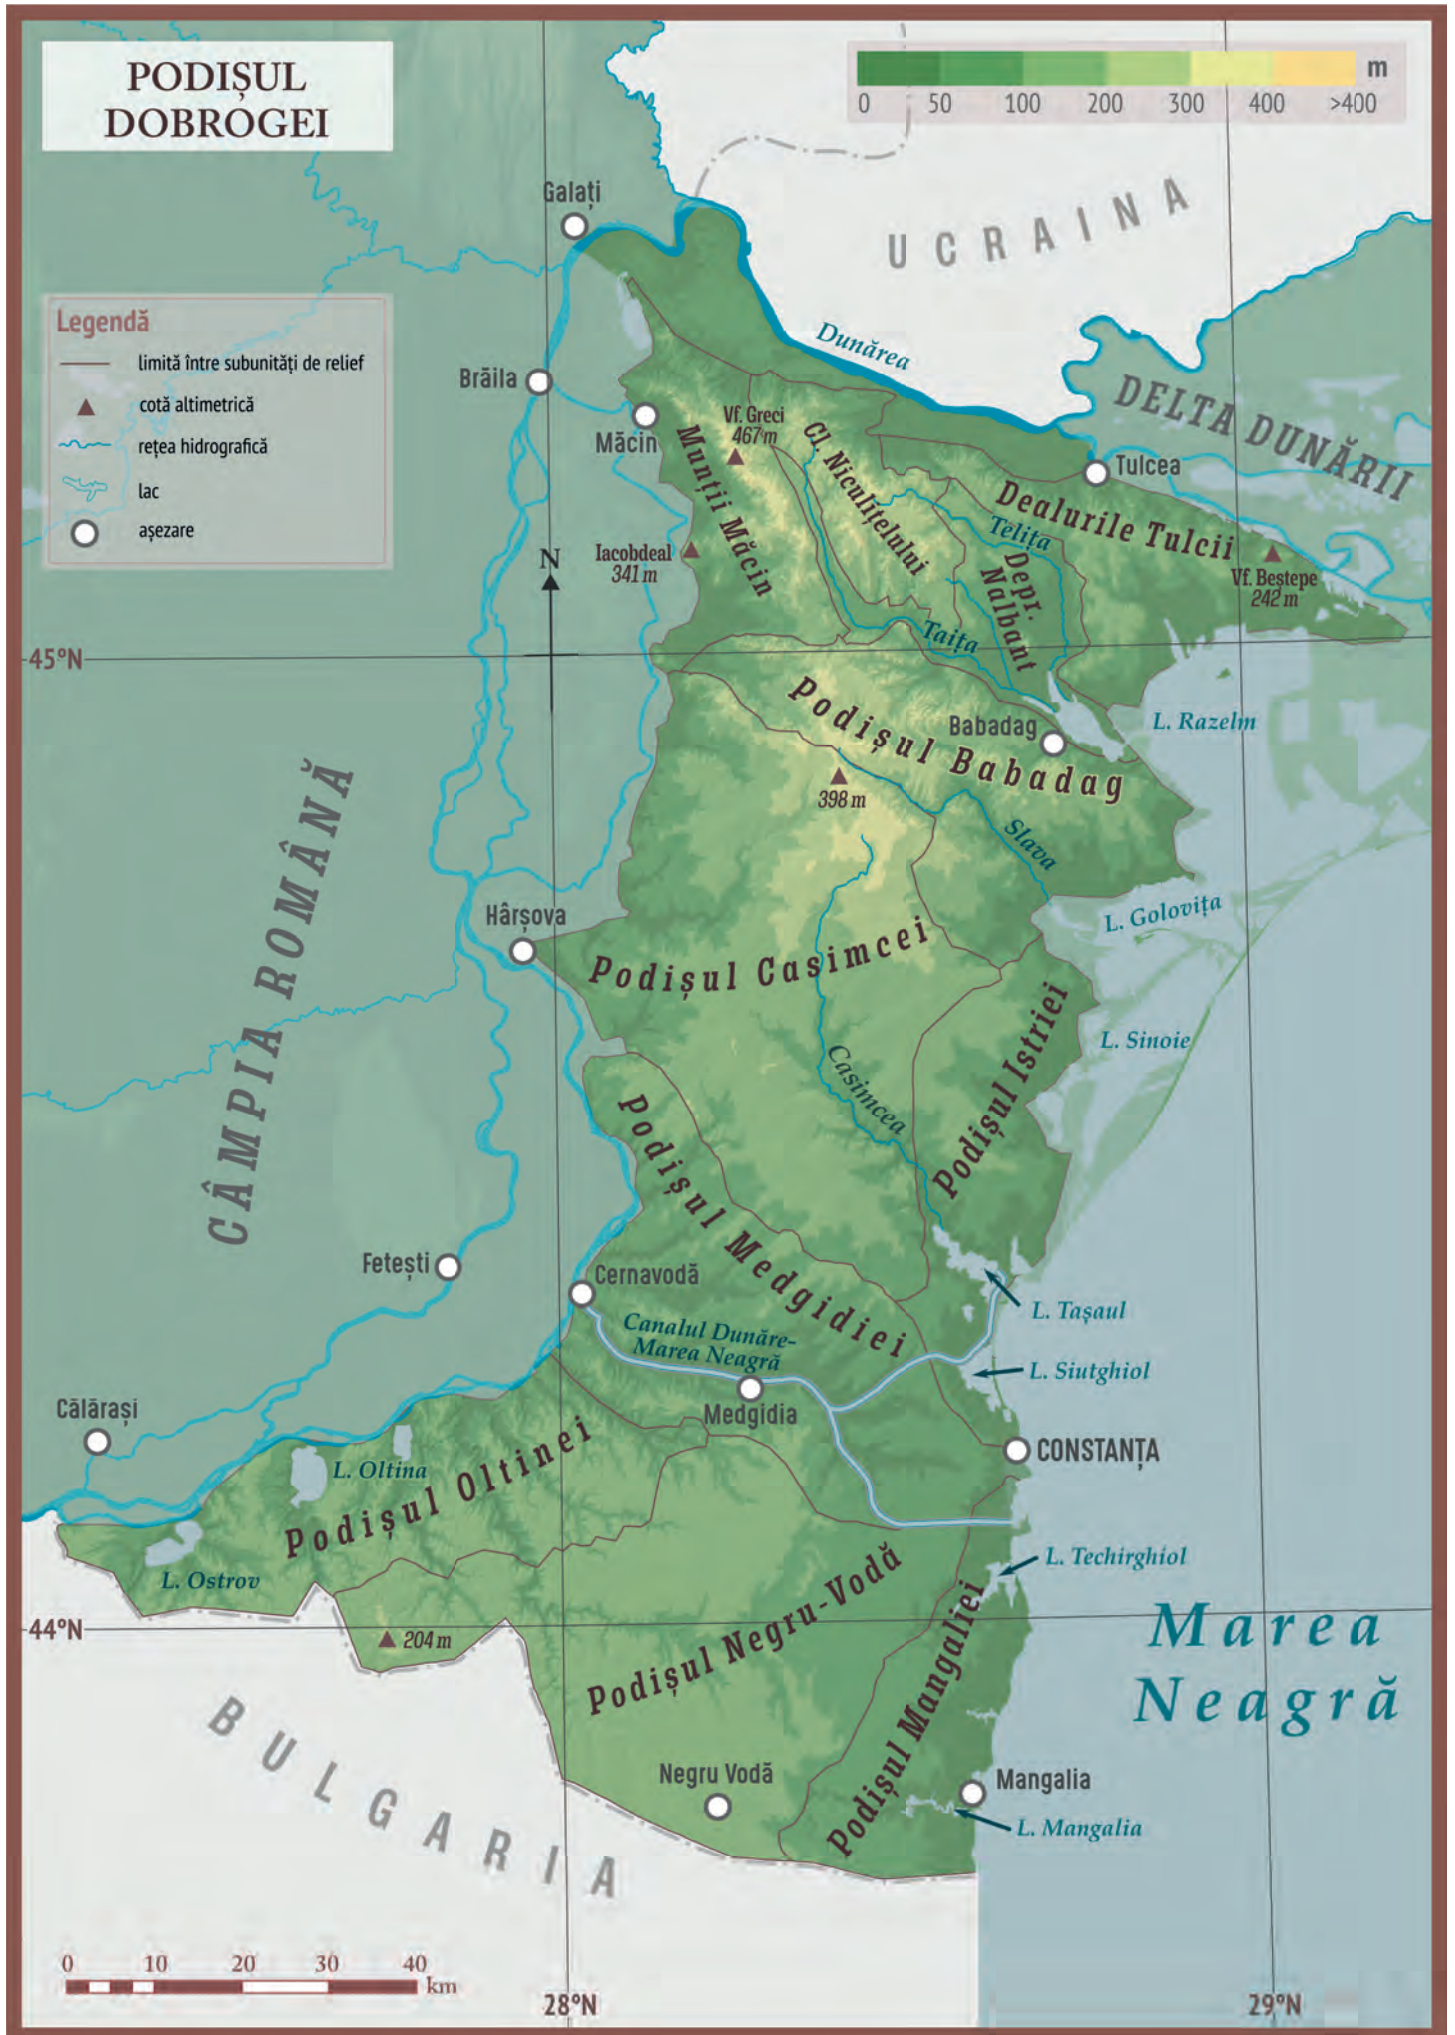 PODIȘUL
DOBROGEI
m
0 50 100 200 300 400 >400
UCRAINA
Galați
Legendă
limită între subunități de relief
cotă altimetrică
rețea hidrografică
lac
așezare
Dunărea
Brăila
DELTA DUNĂRII
Măcin
Vf. Greci
467 m
Cl. Niculițelului
Munții Măcin
Tulcea
Dealurile Tulcii
Telița
N
Iacobdeal
341 m
Depr.
Nalbant
Vf. Beștepe
242 m
Taița
45°N
Podișul Babadag
Babadag
L. Razelm
398 m
Slava
CÂMPIA ROMÂNĂ
Hârșova
L. Golovița
Podișul Casimcei
Podișul Istriei
L. Sinoie
Casimcea
Podișul Medgidiei
Fetești
Cernavodă
L. Tașaul
Canalul Dunăre-
Marea Neagră
L. Siutghiol
Medgidia
Călărași
CONSTANȚA
L. Oltina
Podișul Oltinei
L. Ostrov
L. Techirghiol
Podișul Negru-Vodă
Podișul Mangaliei
44°N
204 m
Marea
Neagră
BULGARIA
Negru Vodă
Mangalia
L. Mangalia
0 10 20 30 40
km
28°N
29°N